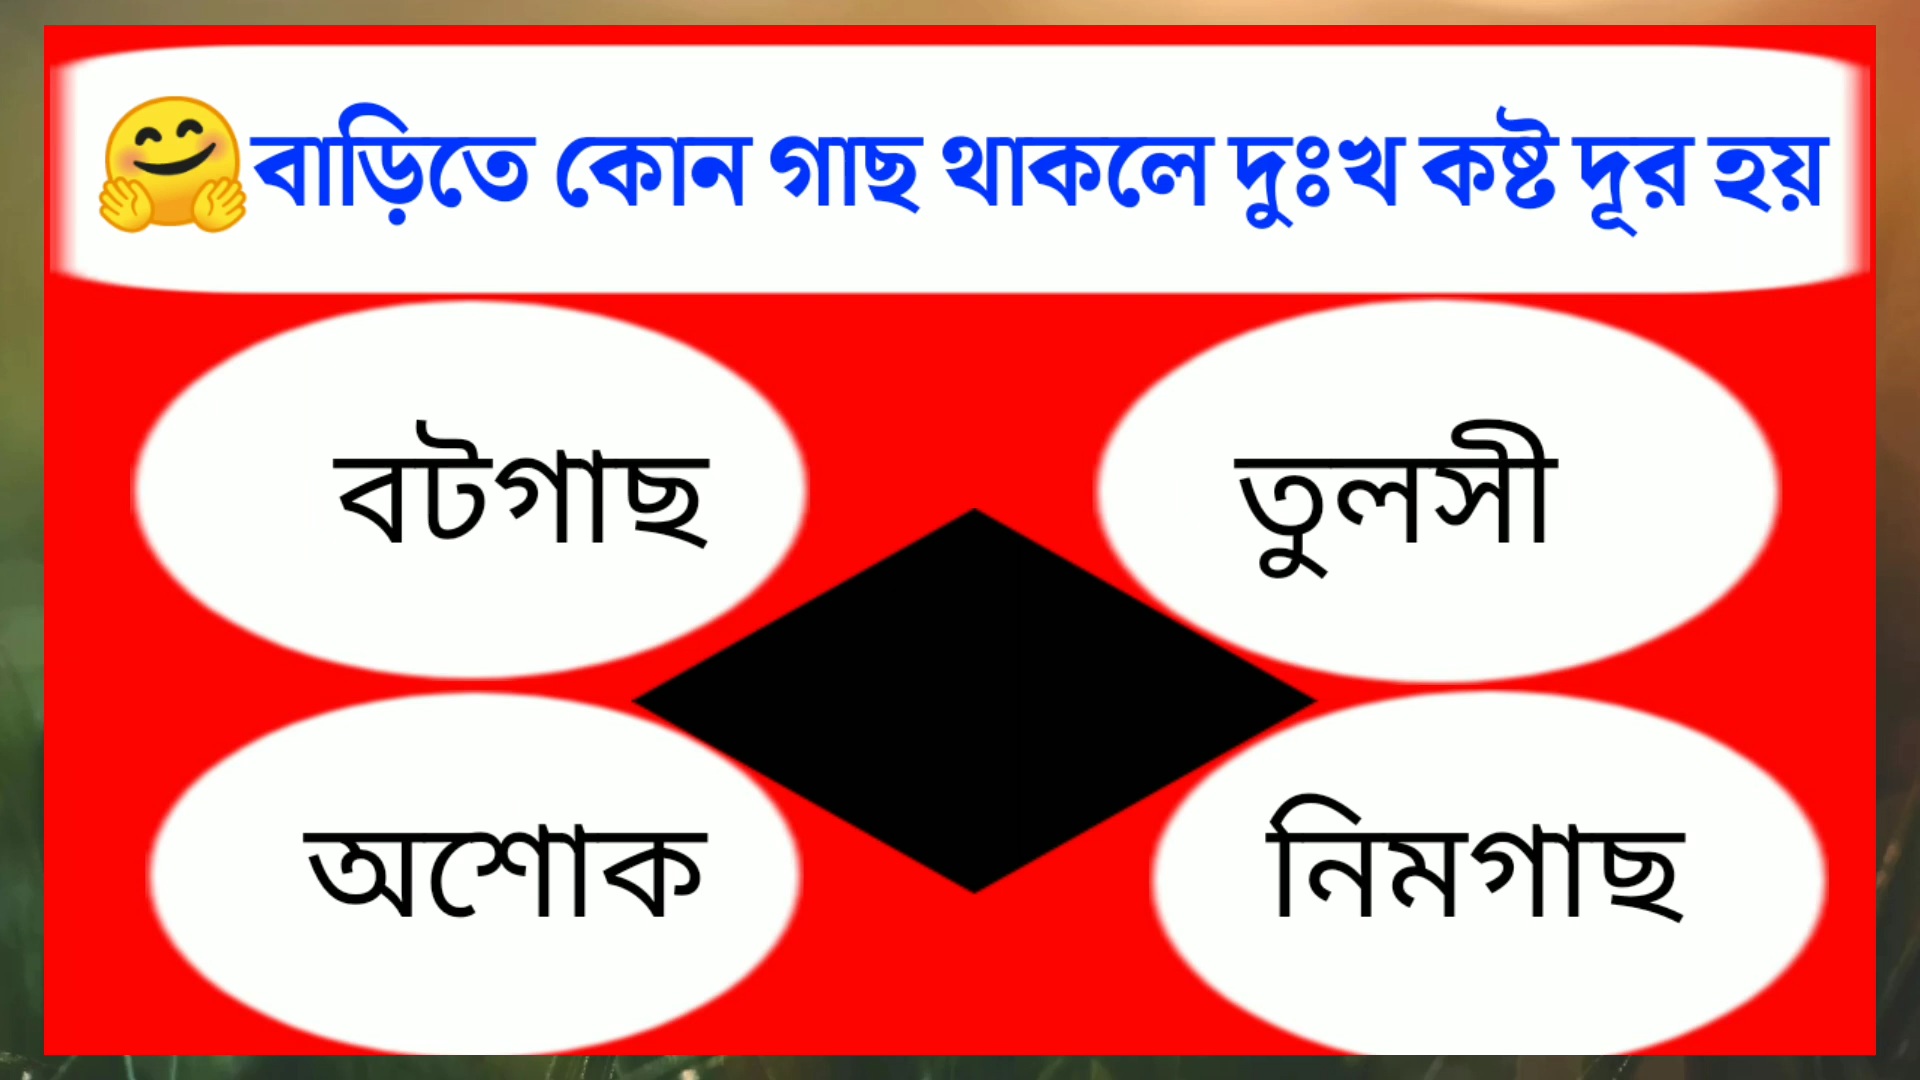 🤗বাড়িতে কোন গাছ থাকলে দুঃখ কষ্ট দূর হয়
বটগাছ
তুলসী
অশোক
নিমগাছ